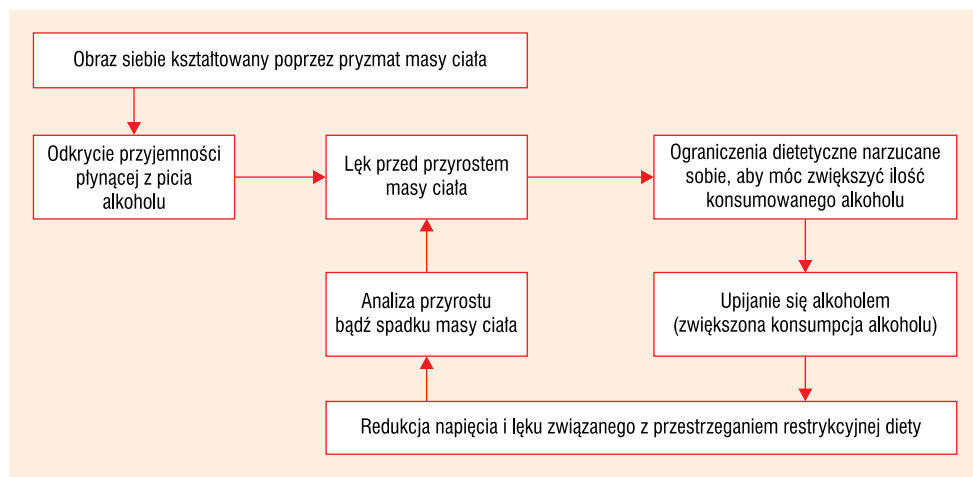 Obraz siebie kształtowany poprzez pryzmat masy ciała
Odkrycie przyjemności
płynącej z picia
alkoholu
Lęk przed przyrostem
masy ciała
Ograniczenia dietetyczne narzucane
sobie, aby móc zwiększyć ilość
konsumowanego alkoholu
Analiza przyrostu
bądź spadku masy ciała
Upijanie się alkoholem
(zwiększona konsumpcja alkoholu)
Redukcja napięcia i lęku związanego z przestrzeganiem restrykcyjnej diety